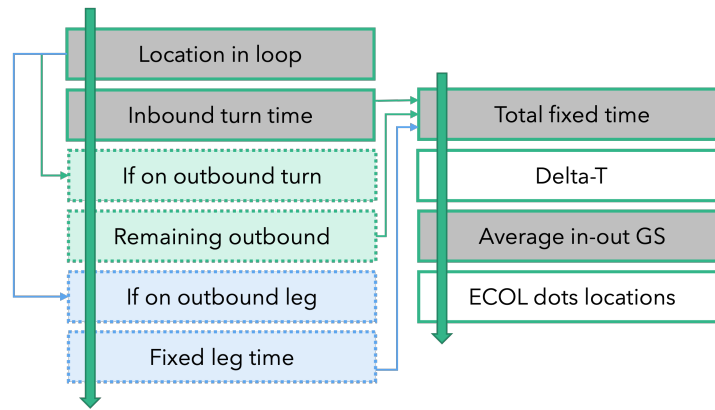 Location in loop
Inbound turn time
If on outbound turn
Remaining outbound
If on outbound leg
Fixed leg time
Total fixed time
Delta-T
Average in-out GS
ECOL dots locations